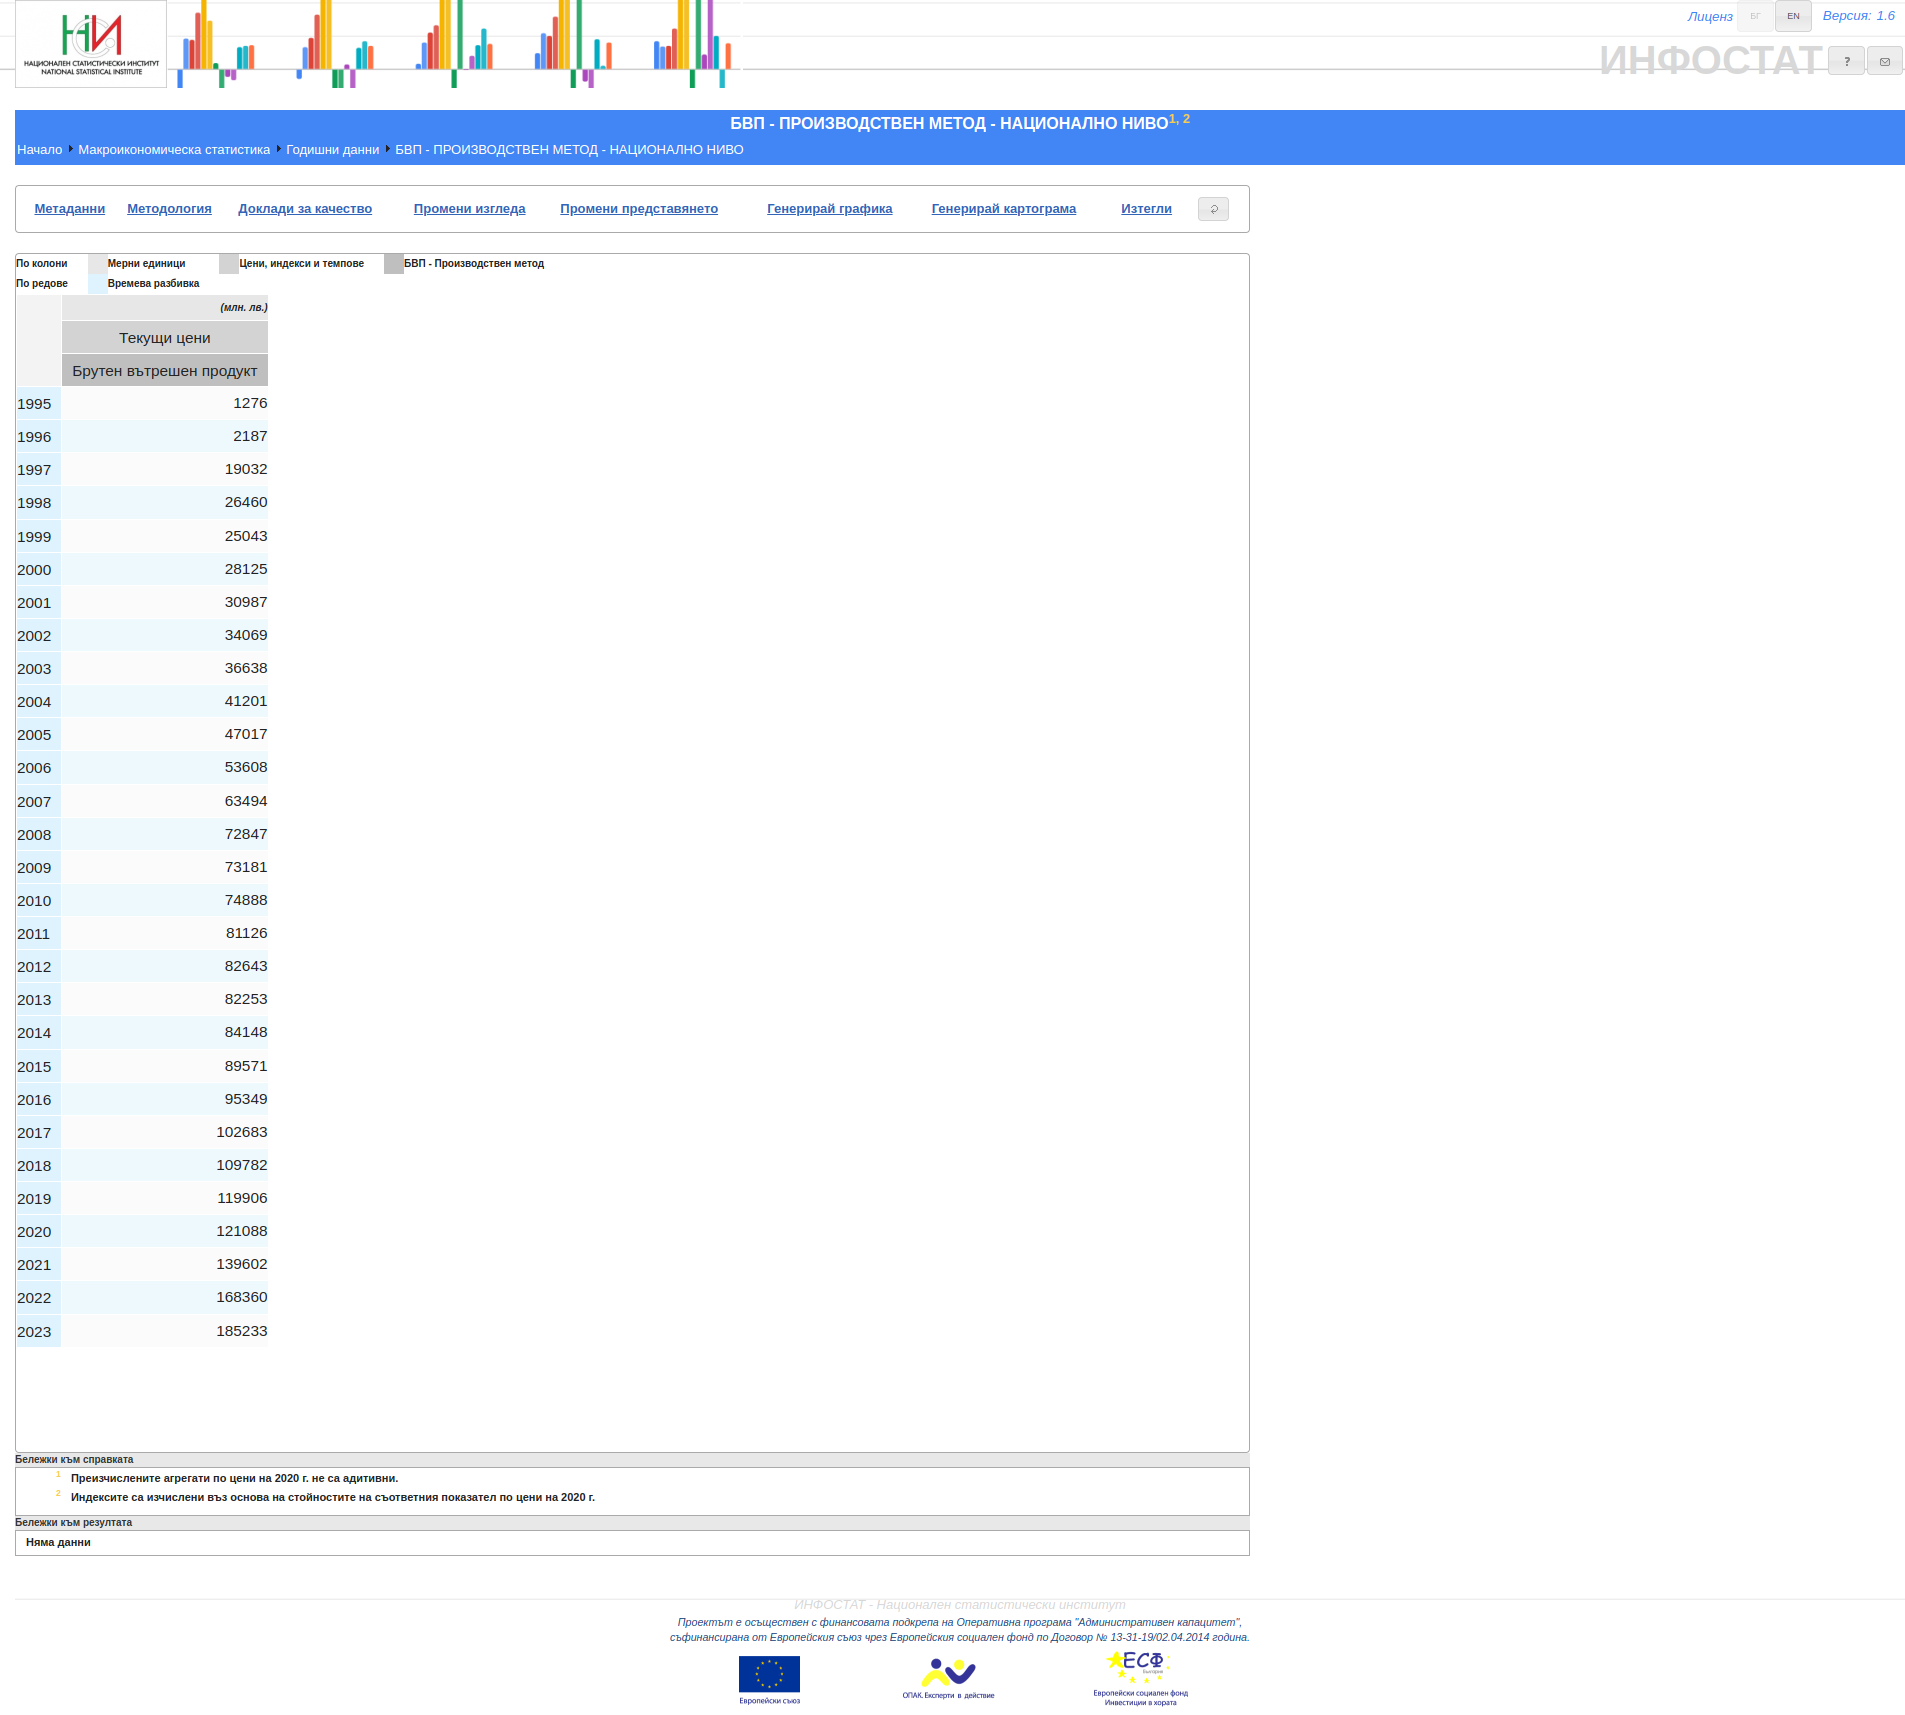 НАЦИОНАЛЕН СТАТИСТИЧЕСКИ ИНСТИТУТ
NATIONAL STATISTICAL INSTITUTE
Лиценз БГ EN Версия: 1.6
ИНФОСТАТ ?
БВП - ПРОИЗВОДСТВЕН МЕТОД - НАЦИОНАЛНО НИВО1, 2
Начало Макроикономическа статистика Годишни данни БВП - ПРОИЗВОДСТВЕН МЕТОД - НАЦИОНАЛНО НИВО
Метаданни Методология Доклади за качество Промени изгледа Промени представянето Генерирай графика Генерирай картограма Изтегли
По колони Мерни единици Цени, индекси и темпове БВП - Производствен метод
По редове Времева разбивка
(млн. лв.)
Текущи цени
Брутен вътрешен продукт
1995 1276
1996 2187
1997 19032
1998 26460
1999 25043
2000 28125
2001 30987
2002 34069
2003 36638
2004 41201
2005 47017
2006 53608
2007 63494
2008 72847
2009 73181
2010 74888
2011 81126
2012 82643
2013 82253
2014 84148
2015 89571
2016 95349
2017 102683
2018 109782
2019 119906
2020 121088
2021 139602
2022 168360
2023 185233
Бележки към справката
1 Преизчислените агрегати по цени на 2020 г. не са адитивни.
2 Индексите са изчислени въз основа на стойностите на съответния показател по цени на 2020 г.
Бележки към резултата
Няма данни
ИНФОСТАТ - Национален статистически институт
Проектът е осъществен с финансовата подкрепа на Оперативна програма "Административен капацитет",
съфинансирана от Европейския съюз чрез Европейския социален фонд по Договор № 13-31-19/02.04.2014 година.
Европейски съюз
ОПАК. Експерти в действие
ЕСФ
България
Европейски социален фонд
Инвестиции в хората